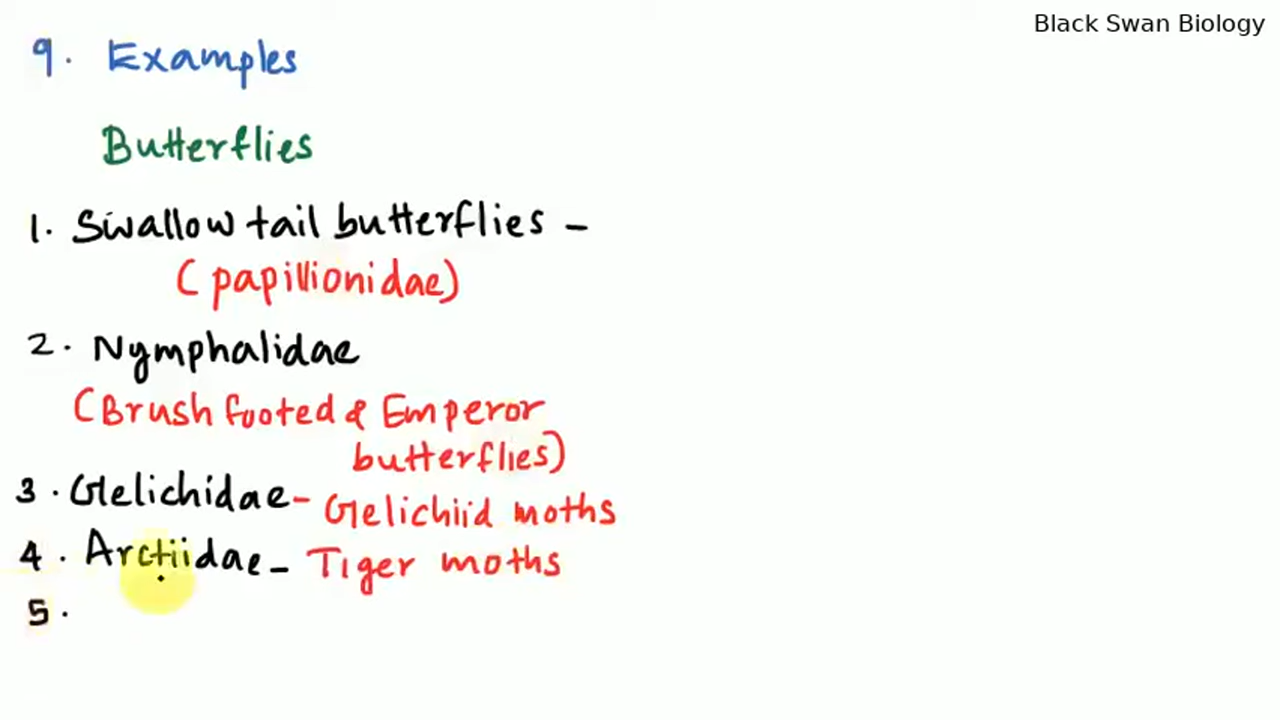 Black Swan Biology
9. Examples
Butterflies
1. Swallow tail butterflies -
(papillionidae)
2. Nymphalidae
(Brush footed & Emperor
butterflies)
3. Gelichidae - Gelichiid moths
4. Arctiidae - Tiger moths
5.